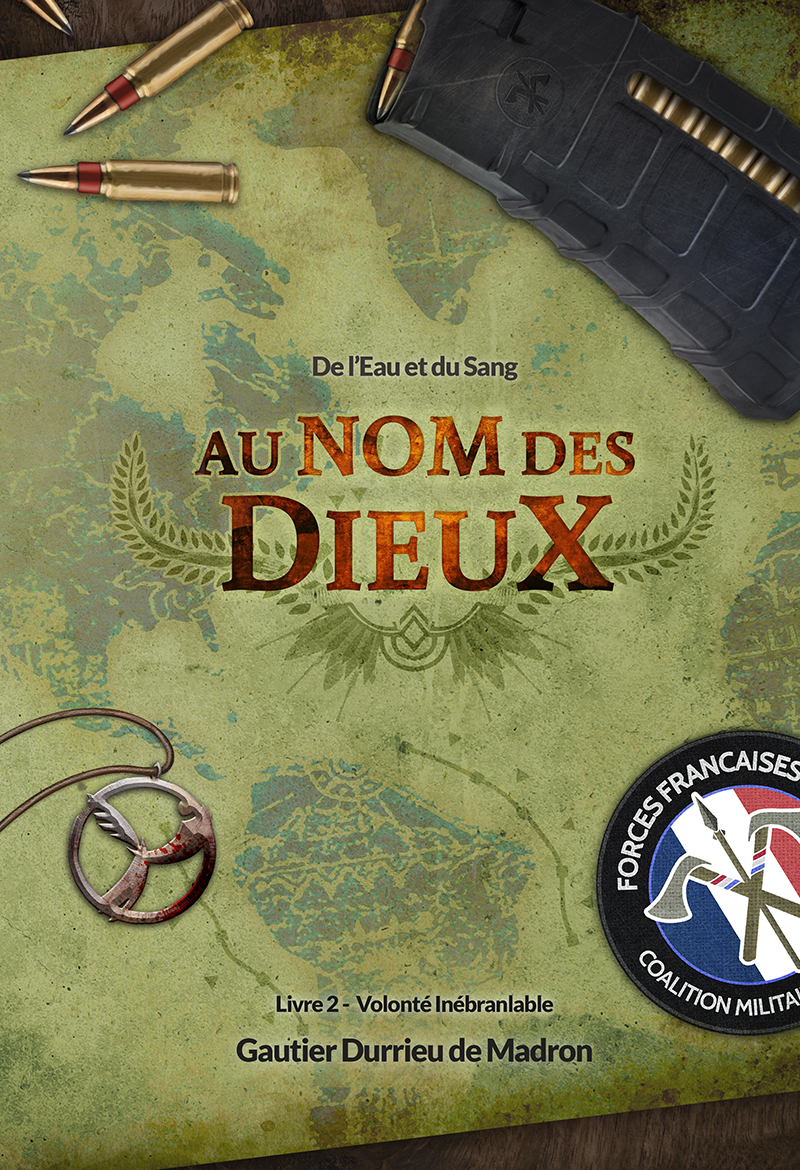 De l'Eau et du Sang
AU NOM DES
DIEUX
FORCES FRANCAISES
COALITION
Livre 2 - Volonté Inébranlable
Gautier Durrieu de Madron